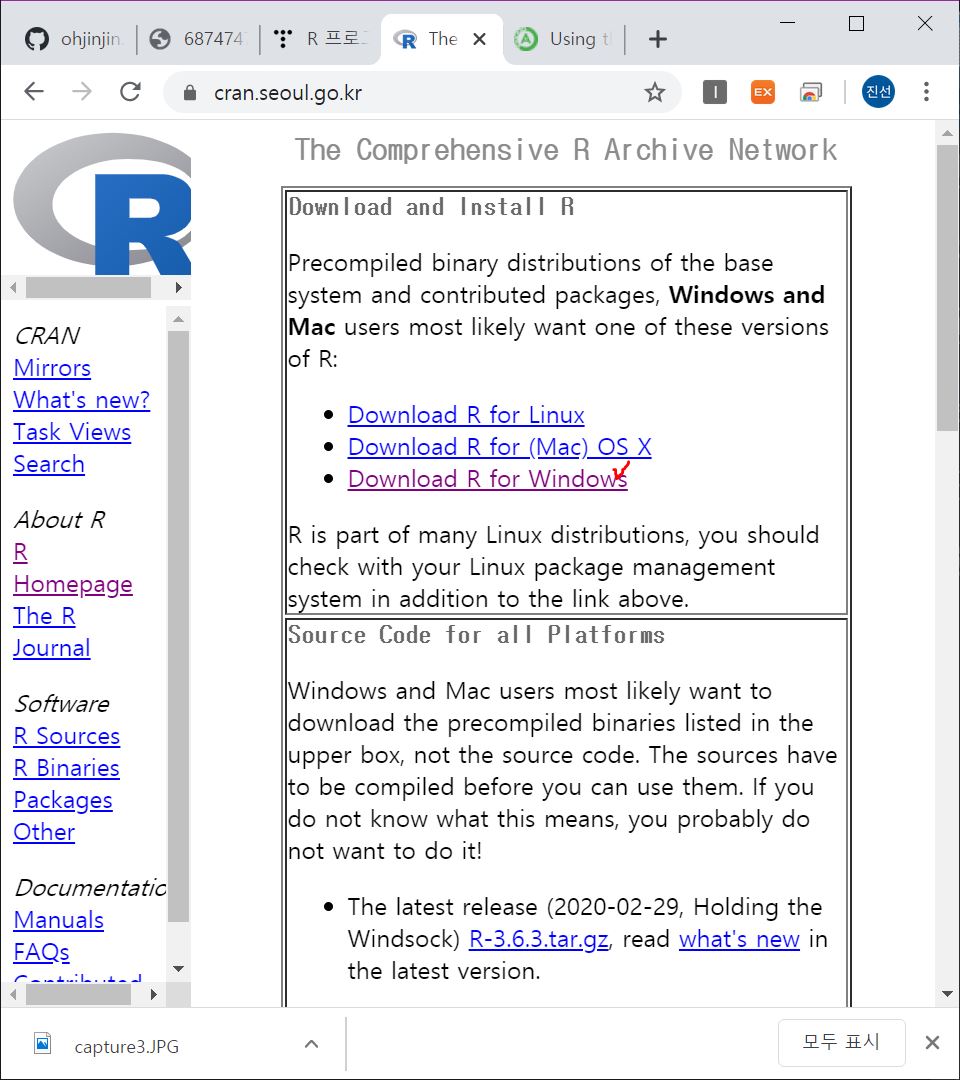 ohjinjin
687474
R 프로그
The
Using t
cran.seoul.go.kr
I
EX
진선
R
The Comprehensive R Archive Network
Download and Install R
Precompiled binary distributions of the base
system and contributed packages, Windows and
Mac users most likely want one of these versions
of R:
Download R for Linux
Download R for (Mac) OS X
Download R for Windows
R is part of many Linux distributions, you should
check with your Linux package management
system in addition to the link above.
Source Code for all Platforms
Windows and Mac users most likely want to
download the precompiled binaries listed in the
upper box, not the source code. The sources have
to be compiled before you can use them. If you
do not know what this means, you probably do
not want to do it!
The latest release (2020-02-29, Holding the
Windsock) R-3.6.3.tar.gz, read what's new in
the latest version.
CRAN
Mirrors
What's new?
Task Views
Search
About R
R
Homepage
The R
Journal
Software
R Sources
R Binaries
Packages
Other
Documentatio
Manuals
FAQs
Contributed
capture3.JPG
모두 표시